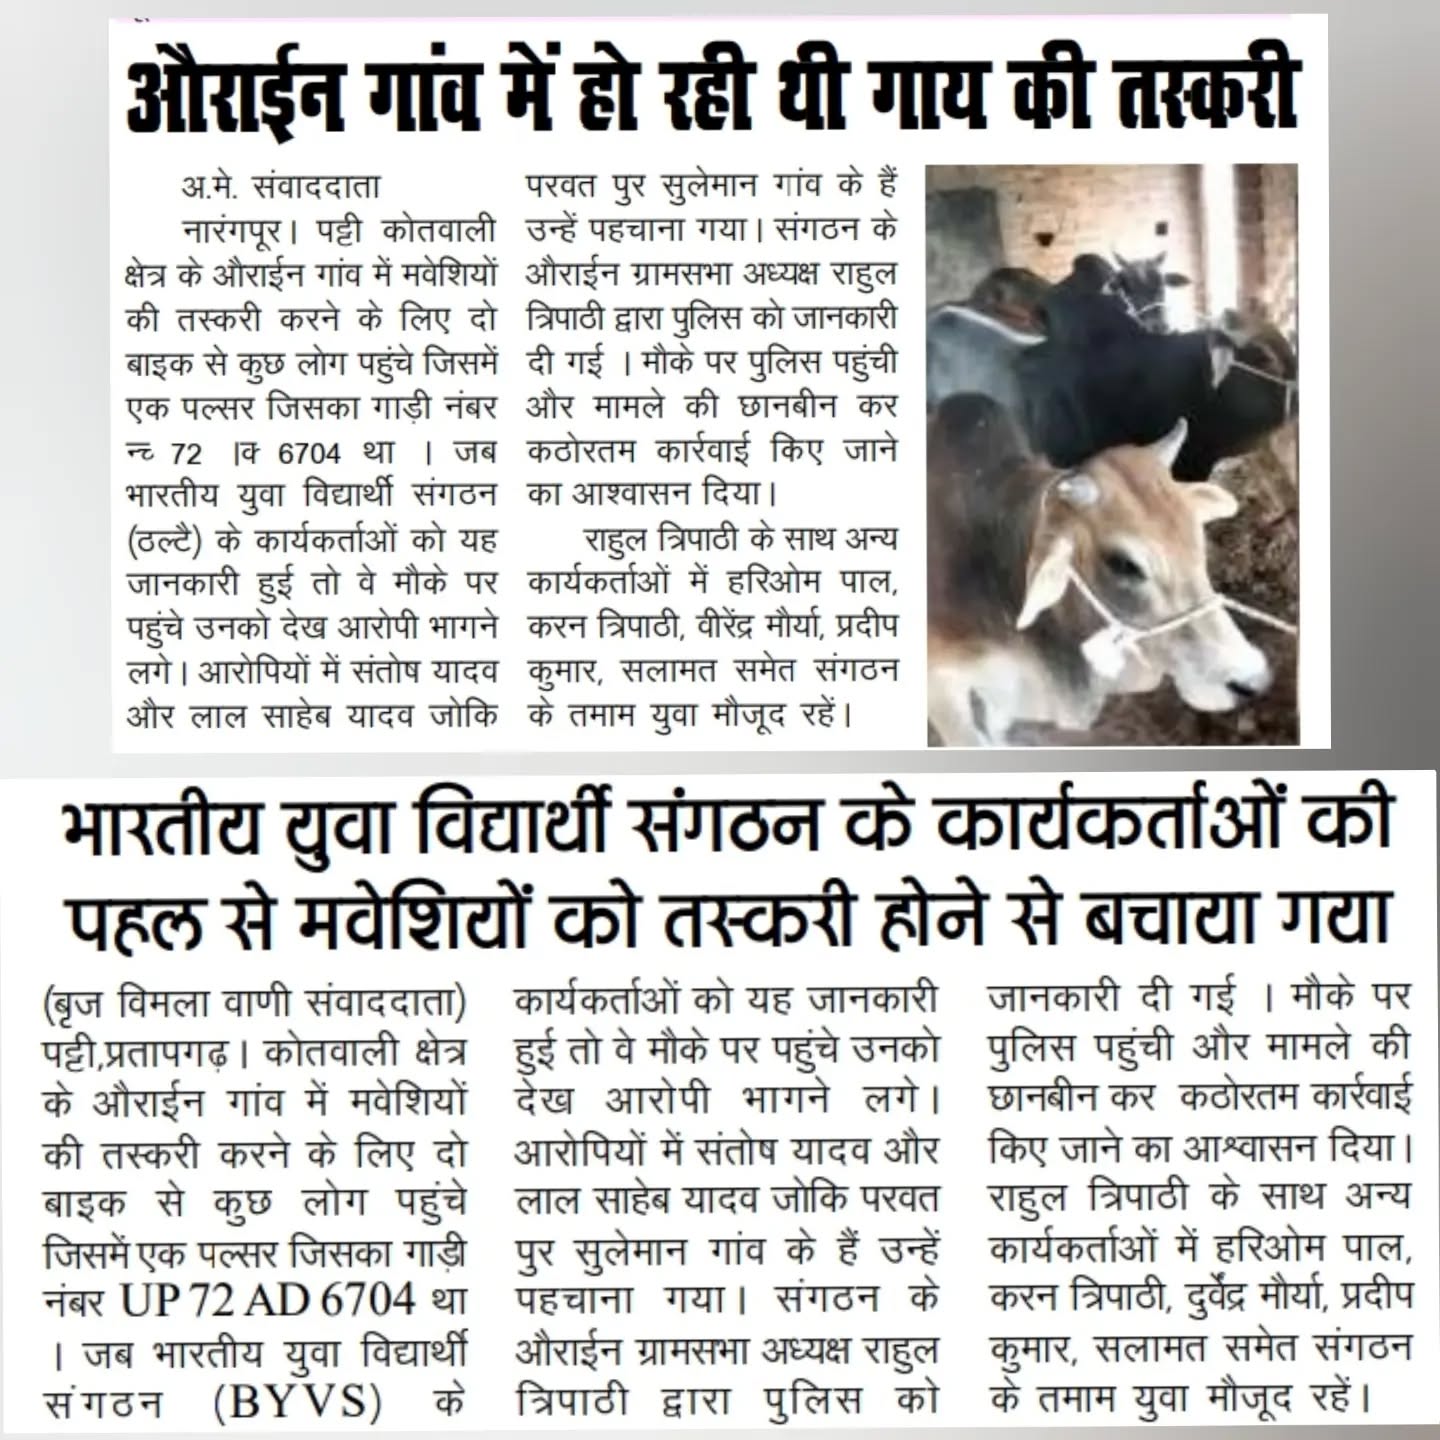 औराईन गांव में हो रही थी गाय की तस्करी
अ.मे. संवाददाता
नारंगपूर। पट्टी कोतवाली
क्षेत्र के औराईन गांव में मवेशियों
की तस्करी करने के लिए दो
बाइक से कुछ लोग पहुंचे जिसमें
एक पल्सर जिसका गाड़ी नंबर
72 6704 था । जब
भारतीय युवा विद्यार्थी संगठन
(ठल्टै) के कार्यकर्ताओं को यह
जानकारी हुई तो वे मौके पर
पहुंचे उनको देख आरोपी भागने
लगे। आरोपियों में संतोष यादव
और लाल साहेब यादव जोकि
परवत पुर सुलेमान गांव के हैं
उन्हें पहचाना गया। संगठन के
औराईन ग्रामसभा अध्यक्ष राहुल
त्रिपाठी द्वारा पुलिस को जानकारी
दी गई । मौके पर पुलिस पहुंची
और मामले की छानबीन कर
कठोरतम कार्रवाई किए जाने
का आश्वासन दिया।
राहुल त्रिपाठी के साथ अन्य
कार्यकर्ताओं में हरिओम पाल,
करन त्रिपाठी, वीरेंद्र मौर्या, प्रदीप
कुमार, सलामत समेत संगठन
के तमाम युवा मौजूद रहें।
भारतीय युवा विद्यार्थी संगठन के कार्यकर्ताओं की
पहल से मवेशियों को तस्करी होने से बचाया गया
(बृज विमला वाणी संवाददाता)
पट्टी,प्रतापगढ़। कोतवाली क्षेत्र
के औराईन गांव में मवेशियों
की तस्करी करने के लिए दो
बाइक से कुछ लोग पहुंचे
जिसमें एक पल्सर जिसका गाड़ी
नंबर UP 72 AD 6704 था
। जब भारतीय युवा विद्यार्थी
संगठन (BYVS) के
कार्यकर्ताओं को यह जानकारी
हुई तो वे मौके पर पहुंचे उनको
देख आरोपी भागने लगे।
आरोपियों में संतोष यादव और
लाल साहेब यादव जोकि परवत
पुर सुलेमान गांव के हैं उन्हें
पहचाना गया। संगठन के
औराईन ग्रामसभा अध्यक्ष राहुल
त्रिपाठी द्वारा पुलिस को
जानकारी दी गई । मौके पर
पुलिस पहुंची और मामले की
छानबीन कर कठोरतम कार्रवाई
किए जाने का आश्वासन दिया।
राहुल त्रिपाठी के साथ अन्य
कार्यकर्ताओं में हरिओम पाल,
करन त्रिपाठी, दुर्वेंद्र मौर्या, प्रदीप
कुमार, सलामत समेत संगठन
के तमाम युवा मौजूद रहें।